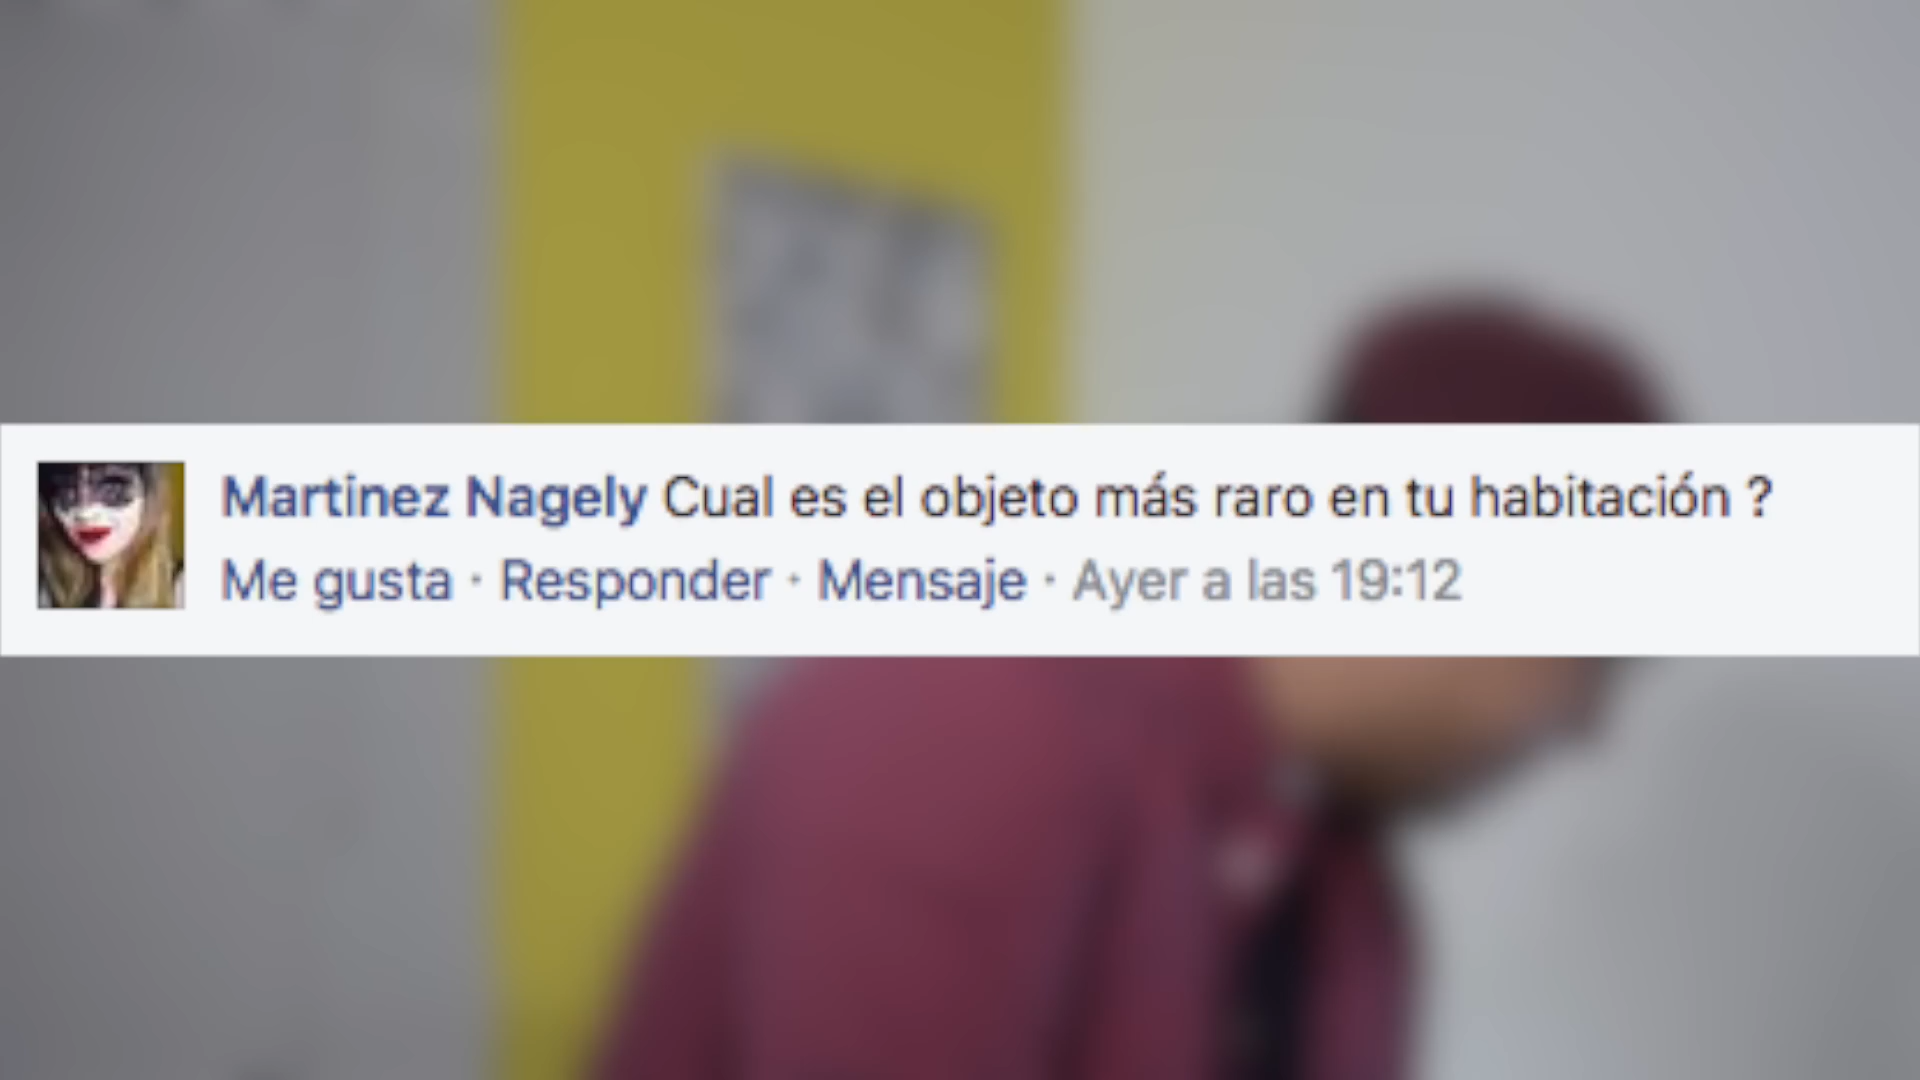 Martinez Nagely Cual es el objeto más raro en tu habitación ?
Me gusta · Responder · Mensaje · Ayer a las 19:12